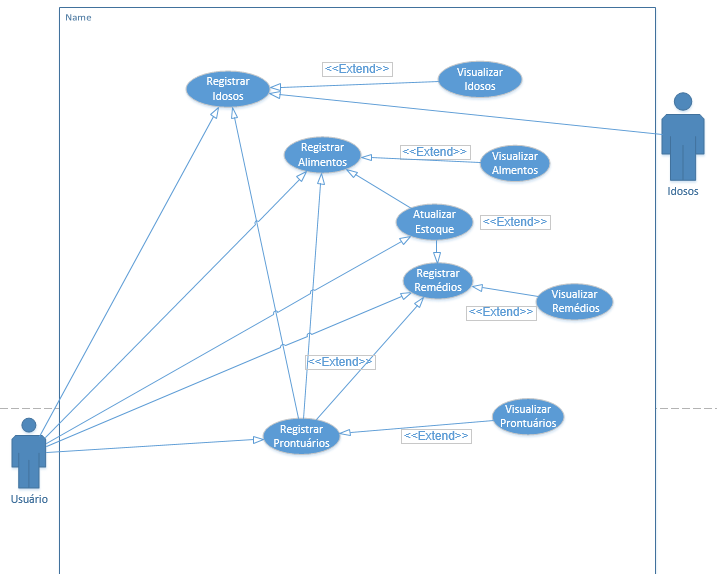 Name
<<Extend>>
Visualizar
Idosos
Registrar
Idosos
Registrar
Alimentos
<<Extend>>
Visualizar
Almentos
Idosos
Atualizar
Estoque
<<Extend>>
Registrar
Remédios
Visualizar
Remédios
<<Extend>>
<<Extend>>
Visualizar
Prontuários
Registrar
Prontuários
<<Extend>>
Usuário